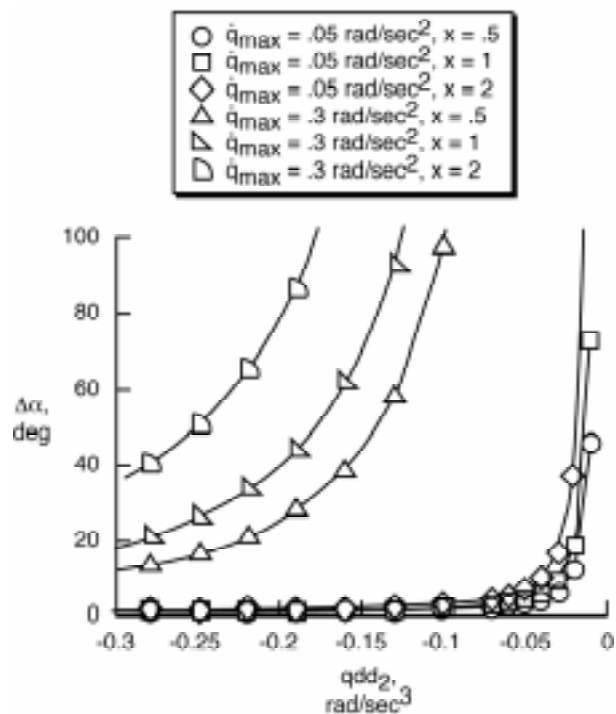 q̇max = .05 rad/sec², x = .5
q̇max = .05 rad/sec², x = 1
q̇max = .05 rad/sec², x = 2
q̇max = .3 rad/sec², x = .5
q̇max = .3 rad/sec², x = 1
q̇max = .3 rad/sec², x = 2
100
80
60
Δα,
deg
40
20
0
-0.3 -0.25 -0.2 -0.15 -0.1 -0.05 0
qdd₂,
rad/sec³